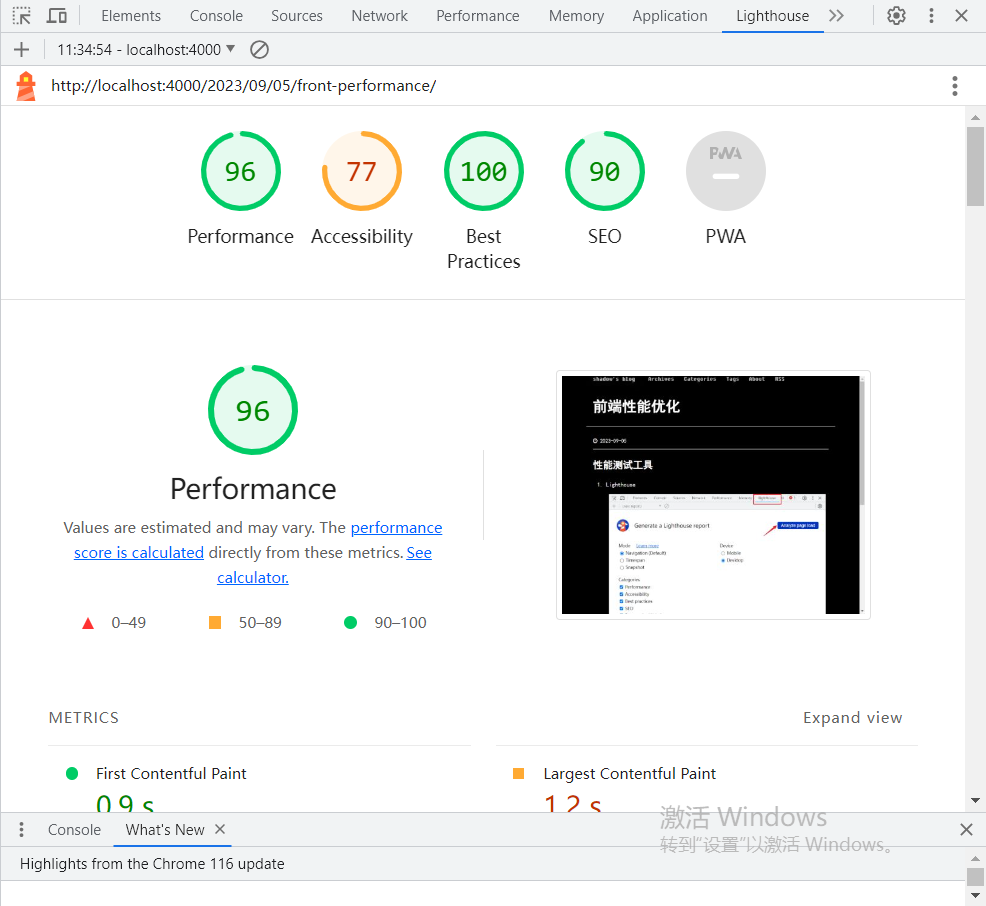 Elements Console Sources Network Performance Memory Application Lighthouse
11:34:54 - localhost:4000
http://localhost:4000/2023/09/05/front-performance/
96 77 100 90 PWA
Performance Accessibility Best Practices SEO PWA
96
Performance
Values are estimated and may vary. The performance
score is calculated directly from these metrics. See
calculator.
0–49 50–89 90–100
shadow's blog Archives Categories Tags About RSS
前端性能优化
2023-09-05
性能测试工具
1. Lighthouse
Generate a Lighthouse report
Analyze page load
Mode Learn more Device
Navigation (Default) Mobile
Timespan Desktop
Snapshot
Categories
Performance
Accessibility
Best practices
SEO
METRICS Expand view
First Contentful Paint Largest Contentful Paint
0.9 s 1.2 s
激活 Windows
转到"设置"以激活 Windows。
Console What's New
Highlights from the Chrome 116 update